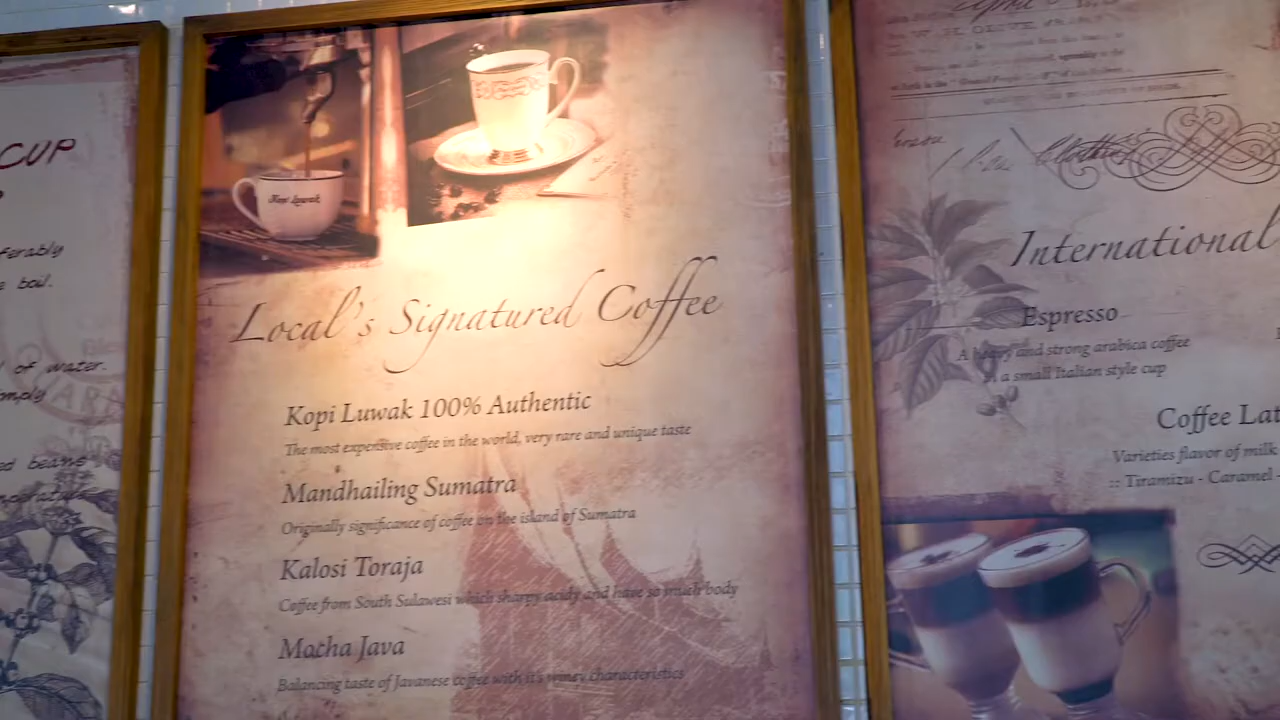 CUP
ferably
boil.
of water.
ed beans
Kopi Luwak
Local's Signatured Coffee
Kopi Luwak 100% Authentic
The most expensive coffee in the world, very rare and unique taste
Mandhailing Sumatra
Originally significance of coffee on the island of Sumatra
Kalosi Toraja
Coffee from South Sulawesi which sharpy acidy and have so much body
Mocha Java
Balancing taste of Javanese coffee with it's winey characteristics
International
Espresso
A heavy and strong arabica coffee
in a small Italian style cup
Coffee Lat
Varieties flavor of milk
:: Tiramizu - Caramel